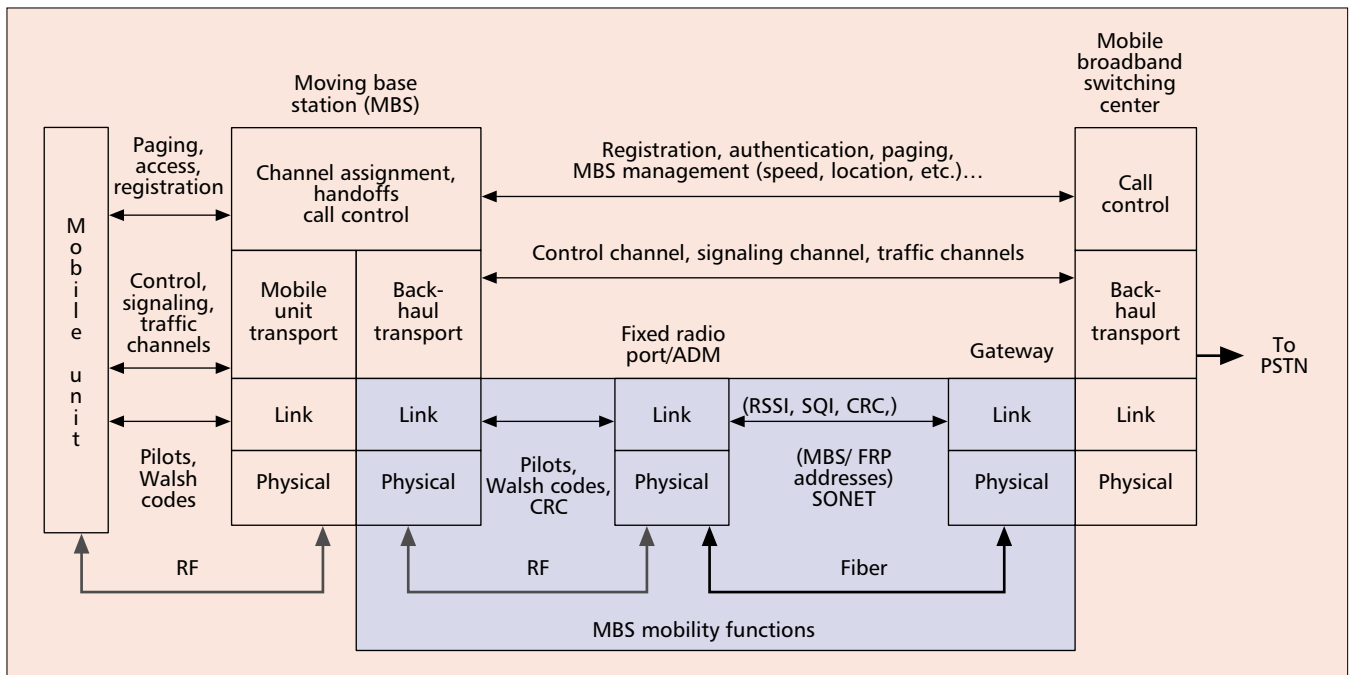 Moving base
station (MBS)
Mobile
broadband
switching
center
Mobile unit
Paging,
access,
registration
Control,
signaling,
traffic
channels
Pilots,
Walsh
codes
Channel assignment,
handoffs
call control
Mobile
unit
transport
Back-
haul
transport
Link
Link
Physical
Physical
Registration, authentication, paging,
MBS management (speed, location, etc.)…
Control channel, signaling channel, traffic channels
Fixed radio
port/ADM
Gateway
Pilots,
Walsh codes,
CRC
Link
Physical
(RSSI, SQI, CRC,)
(MBS/ FRP
addresses)
SONET
Link
Physical
Call
control
Back-
haul
transport
Link
Physical
To
PSTN
RF
RF
Fiber
MBS mobility functions